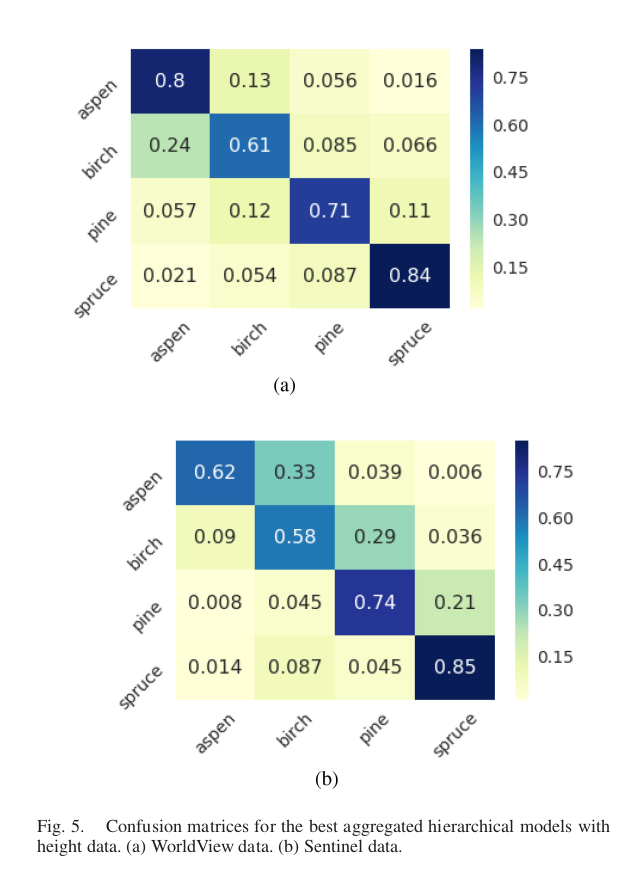 aspen 0.8 0.13 0.056 0.016
birch 0.24 0.61 0.085 0.066
pine 0.057 0.12 0.71 0.11
spruce 0.021 0.054 0.087 0.84
aspen birch pine spruce
0.75
0.60
0.45
0.30
0.15
(a)
aspen 0.62 0.33 0.039 0.006
birch 0.09 0.58 0.29 0.036
pine 0.008 0.045 0.74 0.21
spruce 0.014 0.087 0.045 0.85
aspen birch pine spruce
0.75
0.60
0.45
0.30
0.15
(b)
Fig. 5. Confusion matrices for the best aggregated hierarchical models with
height data. (a) WorldView data. (b) Sentinel data.